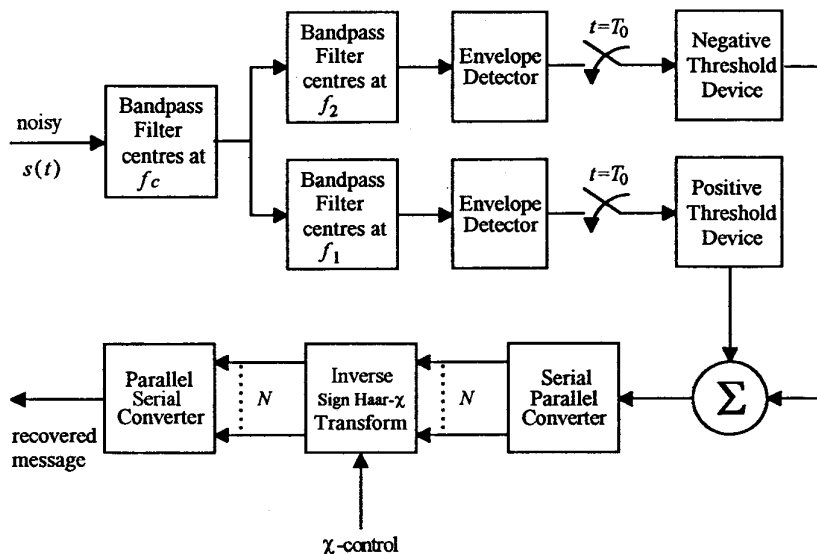 noisy
s(t)
Bandpass
Filter
centres at
fc
Bandpass
Filter
centres at
f2
Envelope
Detector
t=T0
Negative
Threshold
Device
Bandpass
Filter
centres at
f1
Envelope
Detector
t=T0
Positive
Threshold
Device
Σ
Serial
Parallel
Converter
N
Inverse
Sign Haar-χ
Transform
N
Parallel
Serial
Converter
recovered
message
χ-control